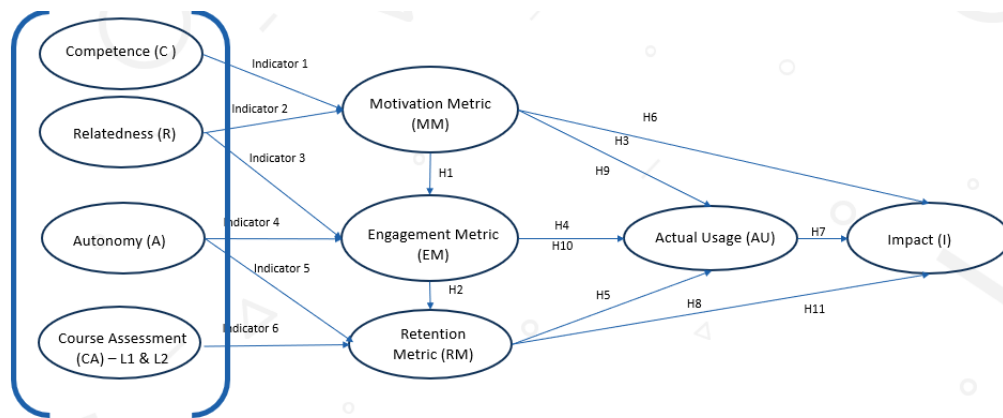 Competence (C )
Indicator 1
Relatedness (R)
Indicator 2
Motivation Metric
(MM)
H6
H3
H9
Indicator 3
H1
Autonomy (A)
Indicator 4
Engagement Metric
(EM)
H4
H10
Actual Usage (AU)
H7
Impact (I)
Indicator 5
H2
H5
H8
H11
Course Assessment
(CA) – L1 & L2
Indicator 6
Retention
Metric (RM)